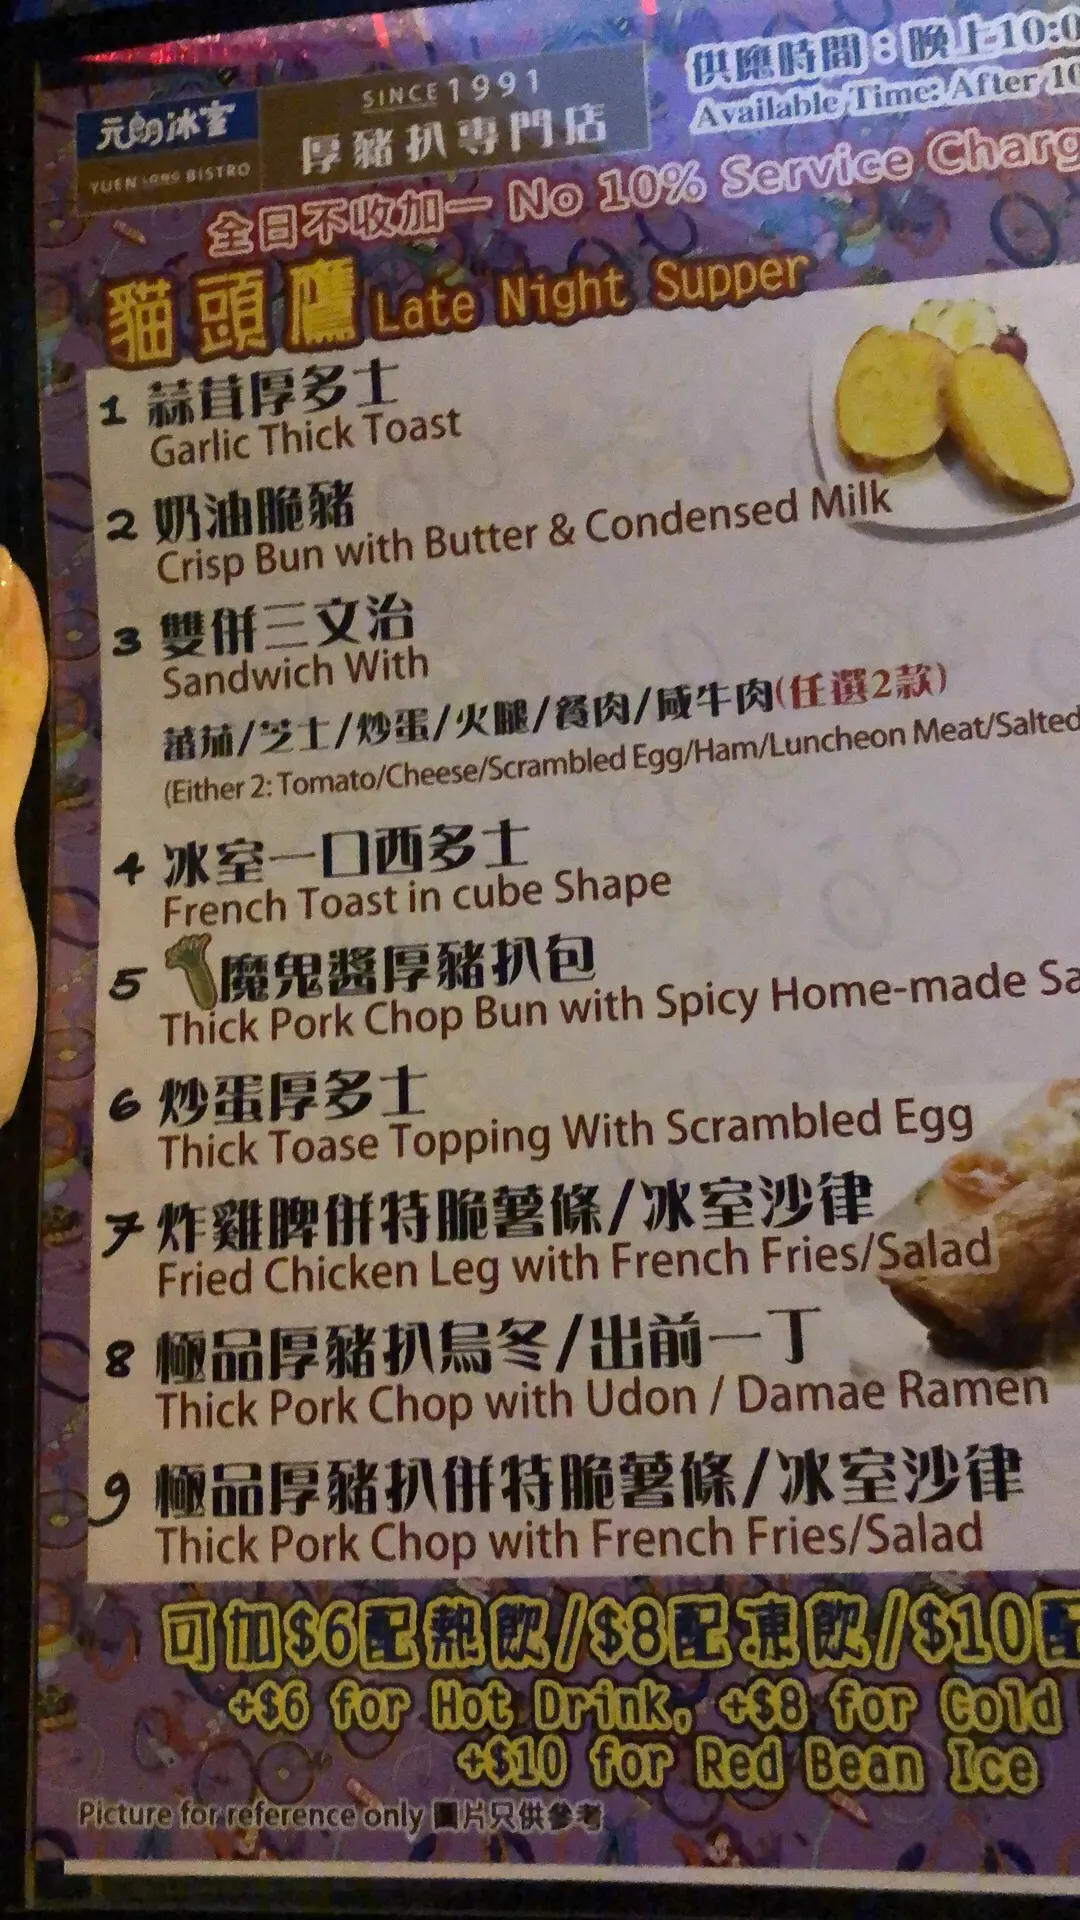 元朗冰室
YUEN LONG BISTRO
SINCE 1991
厚豬扒專門店
供應時間：晚上10:0
Available Time: After 10
全日不收加一 No 10% Service Charg
貓頭鷹 Late Night Supper
1 蒜茸厚多士
Garlic Thick Toast
2 奶油脆豬
Crisp Bun with Butter & Condensed Milk
3 雙併三文治
Sandwich With
蕃茄/芝士/炒蛋/火腿/餐肉/咸牛肉(任選2款)
(Either 2: Tomato/Cheese/Scrambled Egg/Ham/Luncheon Meat/Salted
4 冰室一口西多士
French Toast in cube Shape
5 魔鬼醬厚豬扒包
Thick Pork Chop Bun with Spicy Home-made Sa
6 炒蛋厚多士
Thick Toase Topping With Scrambled Egg
7 炸雞脾併特脆薯條/冰室沙律
Fried Chicken Leg with French Fries/Salad
8 極品厚豬扒烏冬/出前一丁
Thick Pork Chop with Udon / Damae Ramen
9 極品厚豬扒併特脆薯條/冰室沙律
Thick Pork Chop with French Fries/Salad
可加$6配熱飲/$8配凍飲/$10配
+$6 for Hot Drink, +$8 for Cold
+$10 for Red Bean Ice
Picture for reference only 圖片只供參考